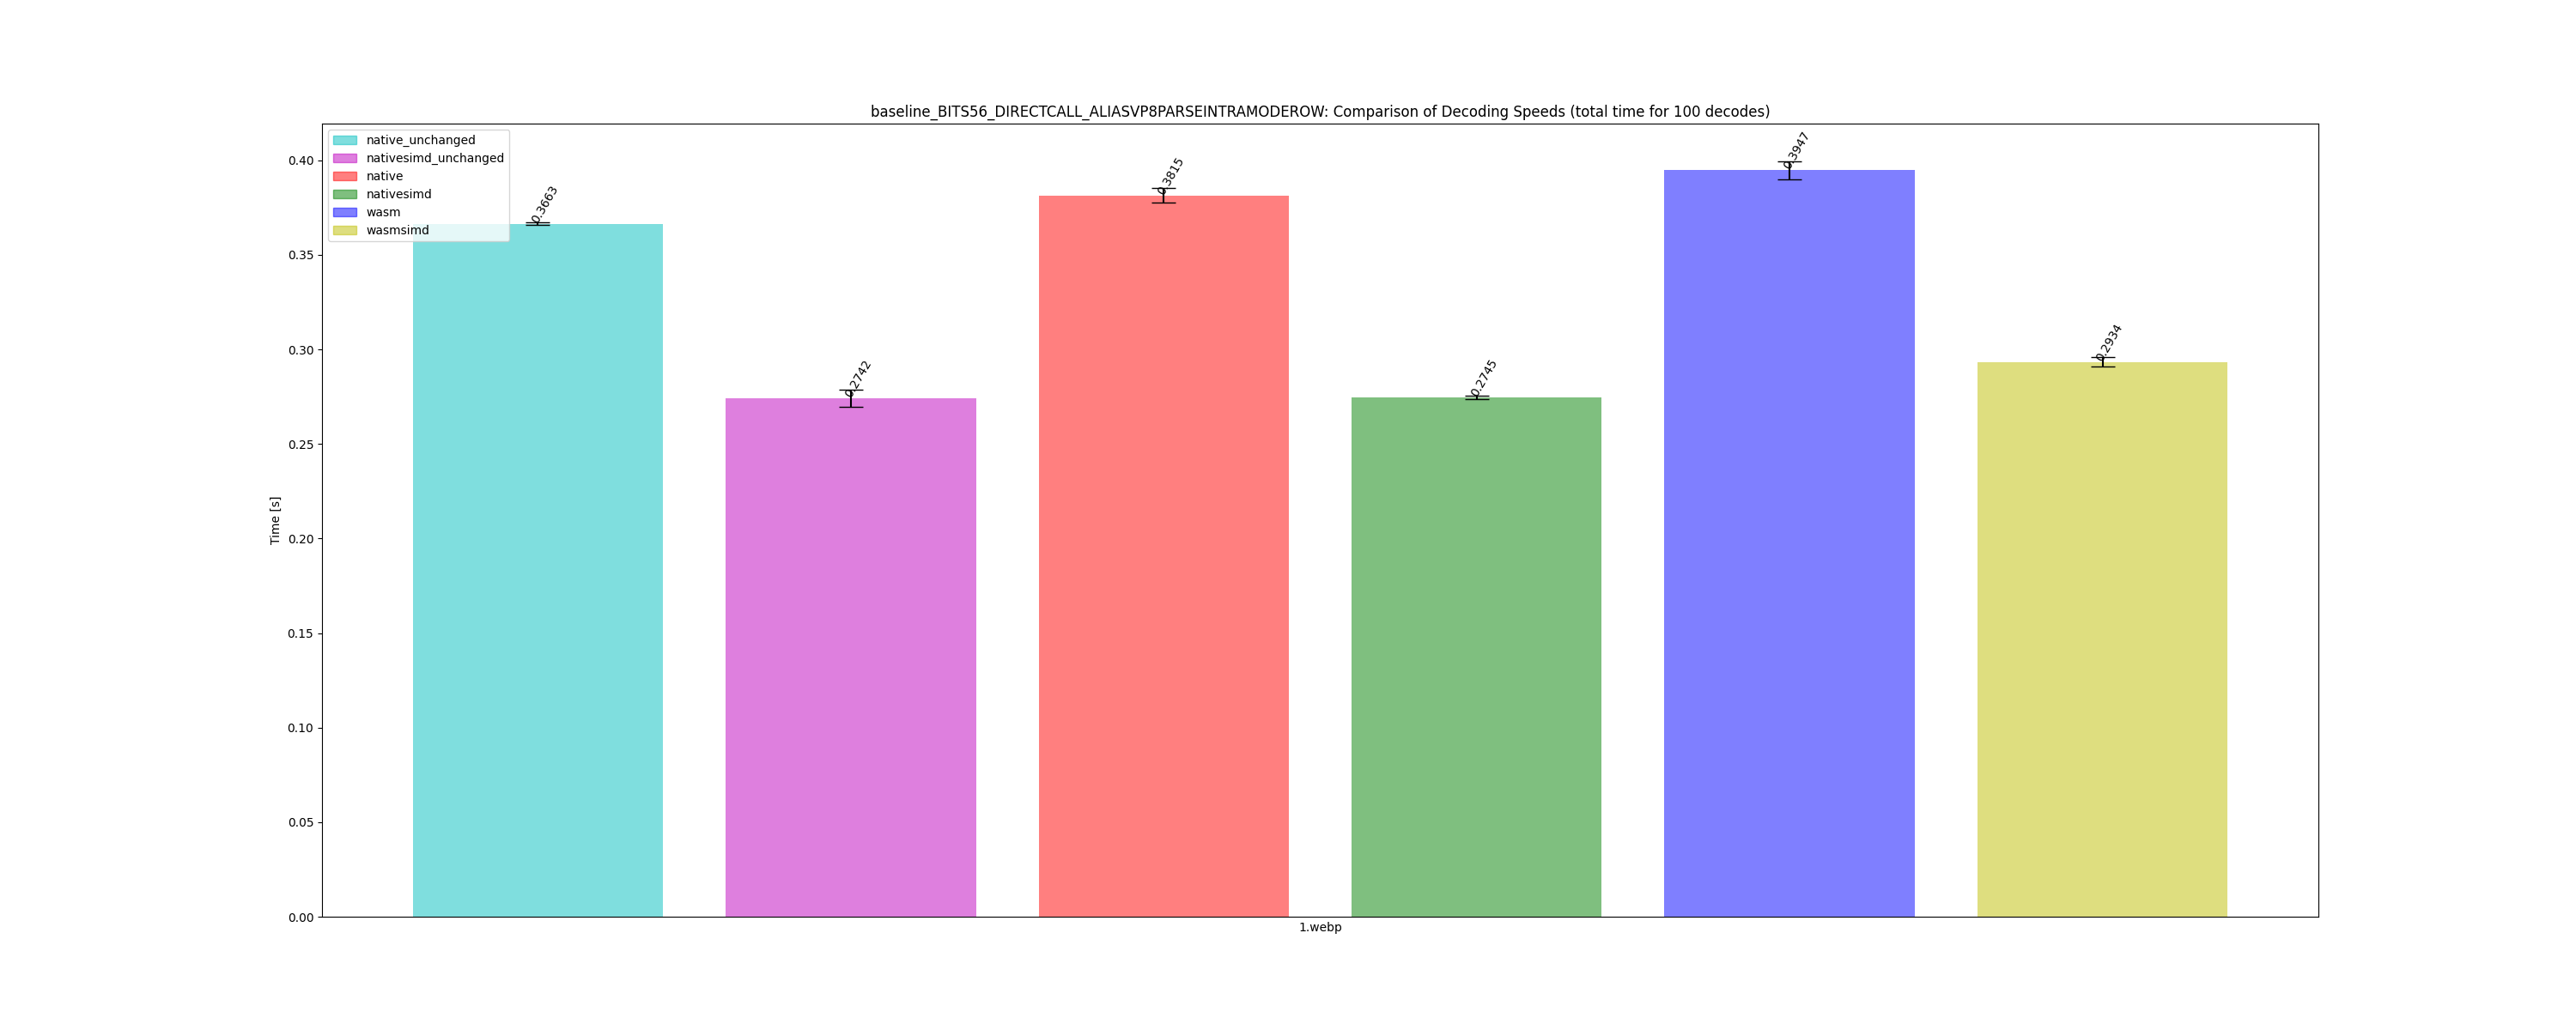 baseline_BITS56_DIRECTCALL_ALIASVP8PARSEINTRAMODEROW: Comparison of Decoding Speeds (total time for 100 decodes)
native_unchanged
nativesimd_unchanged
native
nativesimd
wasm
wasmsimd
0.3663
0.2742
0.3815
0.2745
0.3947
0.2934
0.40
0.35
0.30
0.25
0.20
0.15
0.10
0.05
0.00
Time [s]
1.webp